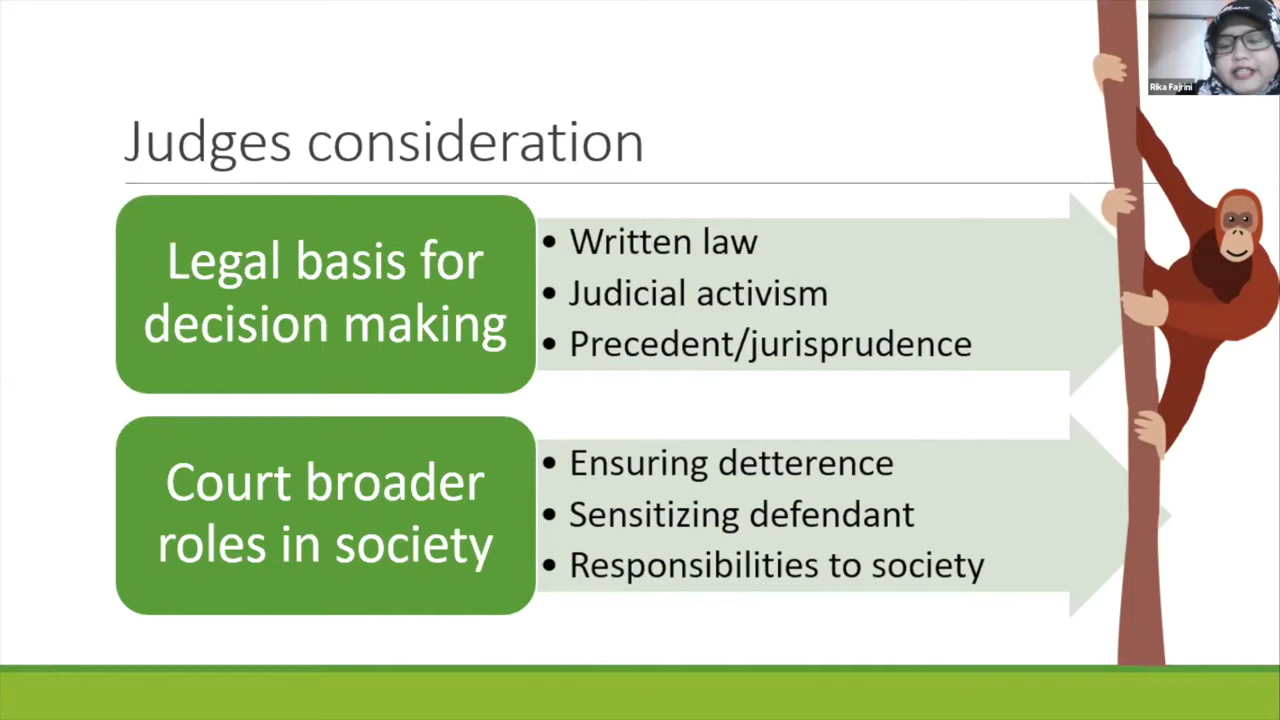 Rika Fajrini
Judges consideration
Legal basis for
decision making
• Written law
• Judicial activism
• Precedent/jurisprudence
Court broader
roles in society
• Ensuring detterence
• Sensitizing defendant
• Responsibilities to society